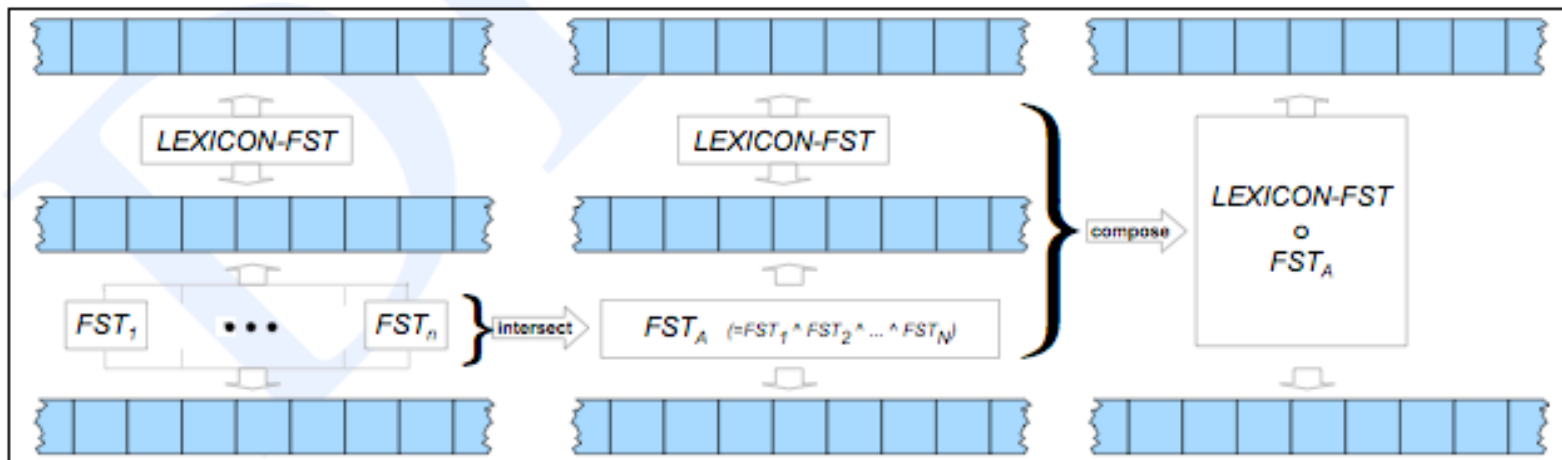 LEXICON-FST
FST1 • • • FSTn
intersect
LEXICON-FST
FSTA (=FST1 ^ FST2 ^ ... ^ FSTN)
compose
LEXICON-FST
o
FSTA